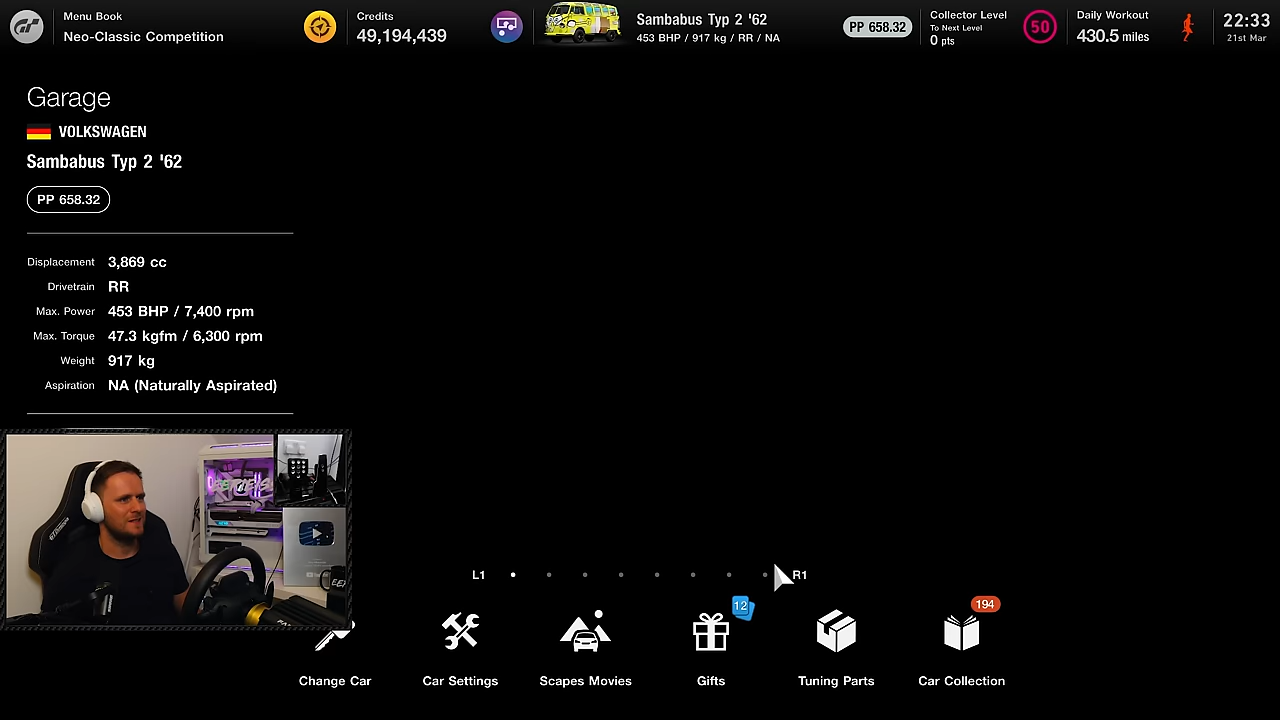 Menu Book
Neo-Classic Competition
Credits
49,194,439
Sambabus Typ 2 '62
453 BHP / 917 kg / RR / NA
PP 658.32
Collector Level
To Next Level
0 pts
50
Daily Workout
430.5 miles
22:33
21st Mar
Garage
VOLKSWAGEN
Sambabus Typ 2 '62
PP 658.32
Displacement 3,869 cc
Drivetrain RR
Max. Power 453 BHP / 7,400 rpm
Max. Torque 47.3 kgfm / 6,300 rpm
Weight 917 kg
Aspiration NA (Naturally Aspirated)
L1
R1
12
194
Change Car
Car Settings
Scapes Movies
Gifts
Tuning Parts
Car Collection